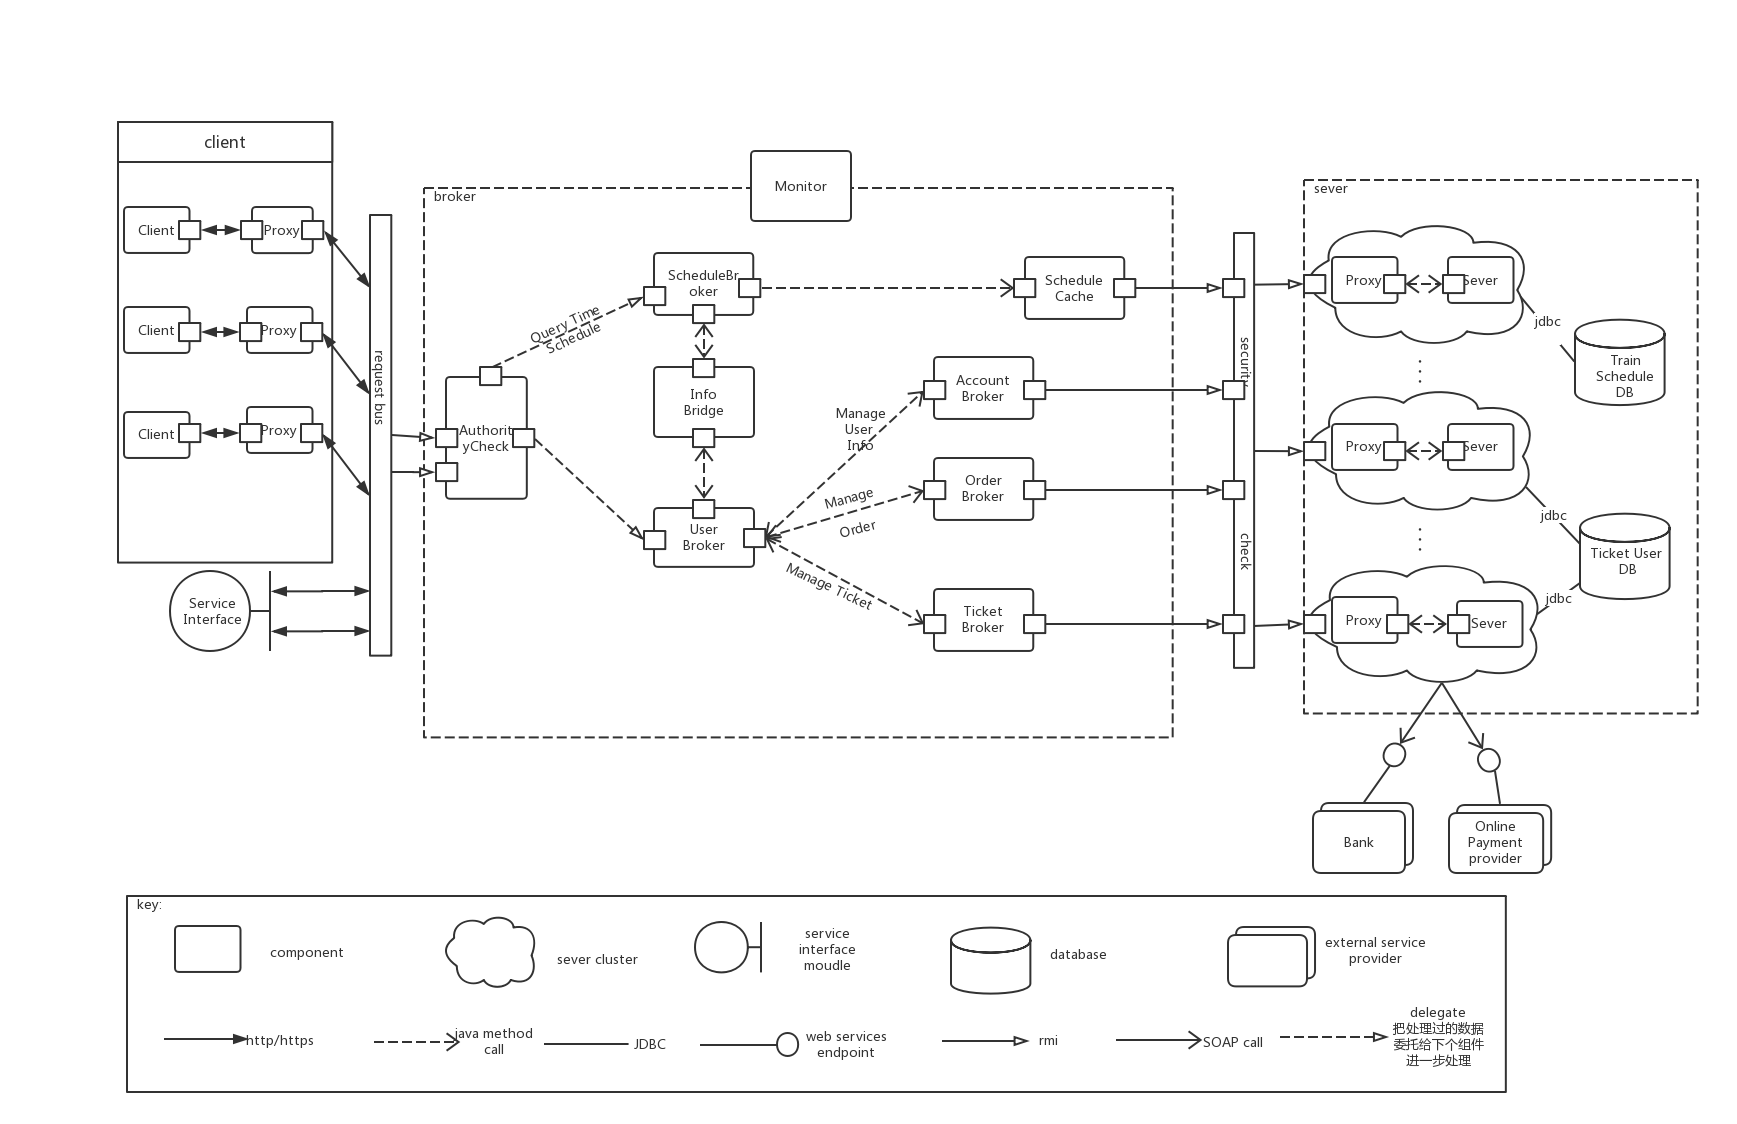 client
Client
Proxy
Client
Proxy
Client
Proxy
Service
Interface
request bus
broker
Monitor
Authorit
yCheck
Query Time
Schedule
ScheduleBr
oker
Info
Bridge
User
Broker
Manage
User
Info
Manage
Order
Manage Ticket
Schedule
Cache
Account
Broker
Order
Broker
Ticket
Broker
security
check
sever
Proxy
Sever
jdbc
Train
Schedule
DB
Proxy
Sever
jdbc
Ticket User
DB
jdbc
Proxy
Sever
Bank
Online
Payment
provider
key:
component
sever cluster
service
interface
moudle
database
external service
provider
http/https
java method
call
JDBC
web services
endpoint
rmi
SOAP call
delegate
把处理过的数据
委托给下个组件
进一步处理